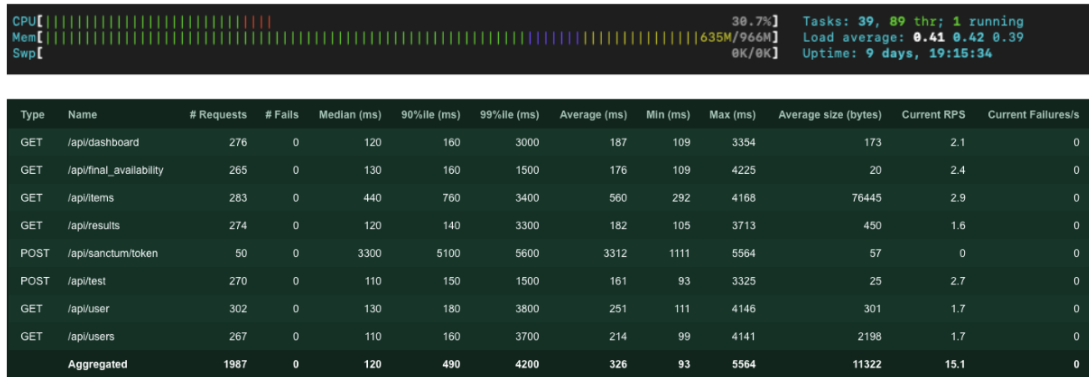 CPU[ 30.7%] Tasks: 39, 89 thr; 1 running
Mem[ 635M/966M] Load average: 0.41 0.42 0.39
Swp[ 0K/0K] Uptime: 9 days, 19:15:34
Type Name # Requests # Fails Median (ms) 90%ile (ms) 99%ile (ms) Average (ms) Min (ms) Max (ms) Average size (bytes) Current RPS Current Failures/s
GET /api/dashboard 276 0 120 160 3000 187 109 3354 173 2.1 0
GET /api/final_availability 265 0 130 160 1500 176 109 4225 20 2.4 0
GET /api/items 283 0 440 760 3400 560 292 4168 76445 2.9 0
GET /api/results 274 0 120 140 3300 182 105 3713 450 1.6 0
POST /api/sanctum/token 50 0 3300 5100 5600 3312 1111 5564 57 0 0
POST /api/test 270 0 110 150 1500 161 93 3325 25 2.7 0
GET /api/user 302 0 130 180 3800 251 111 4146 301 1.7 0
GET /api/users 267 0 110 160 3700 214 99 4141 2198 1.7 0
Aggregated 1987 0 120 490 4200 326 93 5564 11322 15.1 0